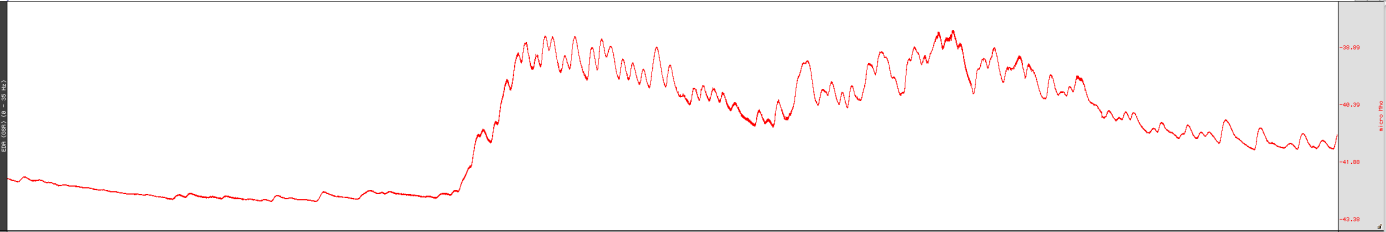 EDA (GSR) (0 - 35 Hz)
-38.89
-40.39
-41.88
-43.38
micro Mho